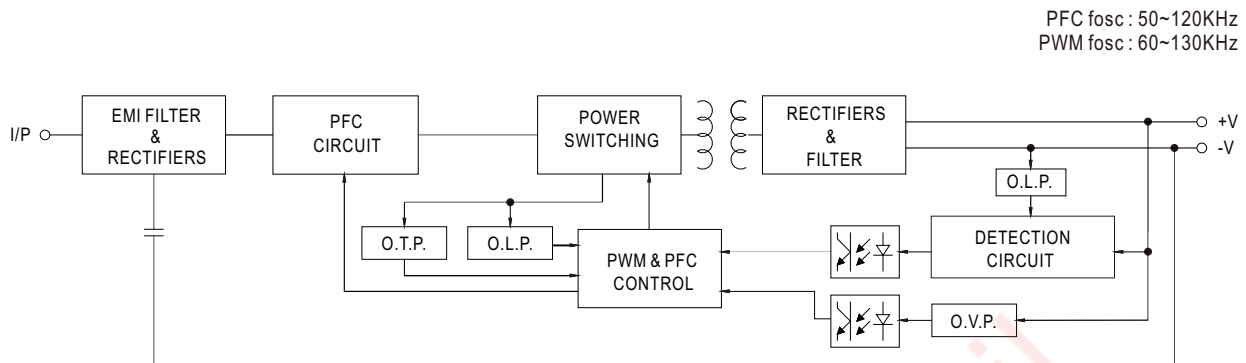 PFC fosc : 50~120KHz
PWM fosc : 60~130KHz
I/P
EMI FILTER
&
RECTIFIERS
PFC
CIRCUIT
POWER
SWITCHING
RECTIFIERS
&
FILTER
+V
-V
O.L.P.
O.T.P.
O.L.P.
PWM & PFC
CONTROL
DETECTION
CIRCUIT
O.V.P.